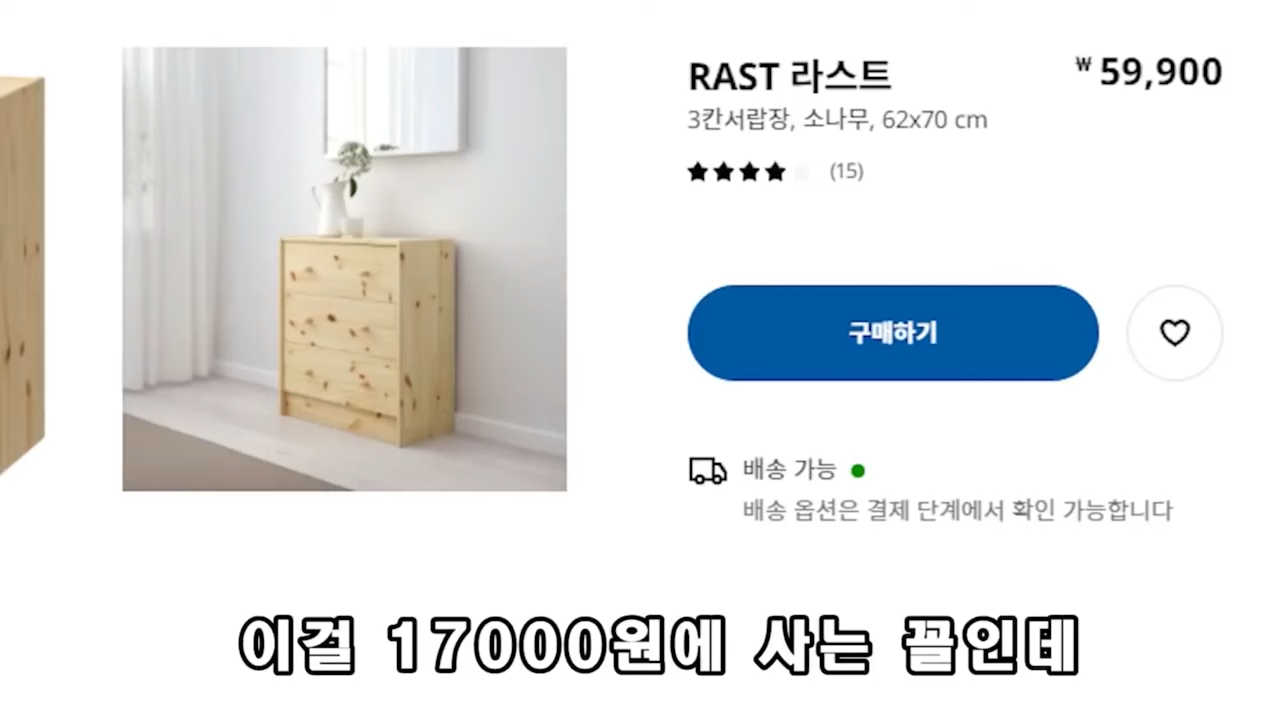 RAST 라스트
₩ 59,900
3칸서랍장, 소나무, 62x70 cm
(15)
구매하기
배송 가능
배송 옵션은 결제 단계에서 확인 가능합니다
이걸 17000원에 사는 꼴인데